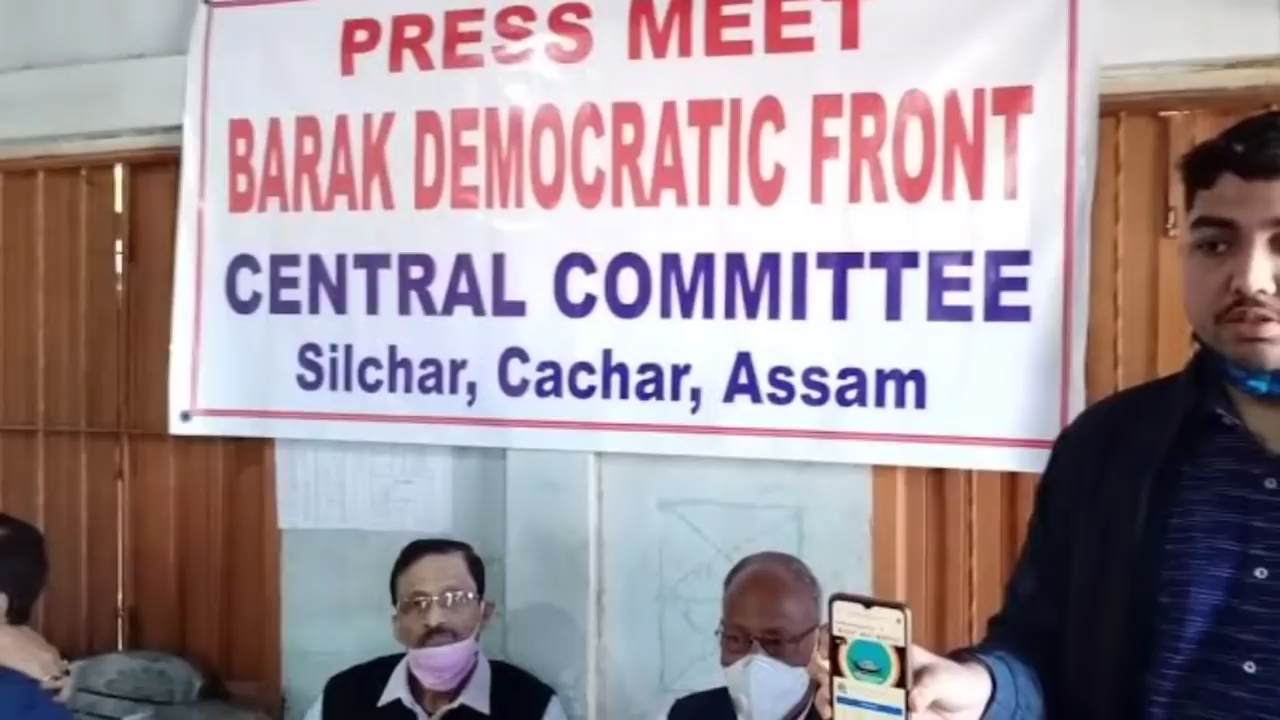 PRESS MEET
BARAK DEMOCRATIC FRONT
CENTRAL COMMITTEE
Silchar, Cachar, Assam